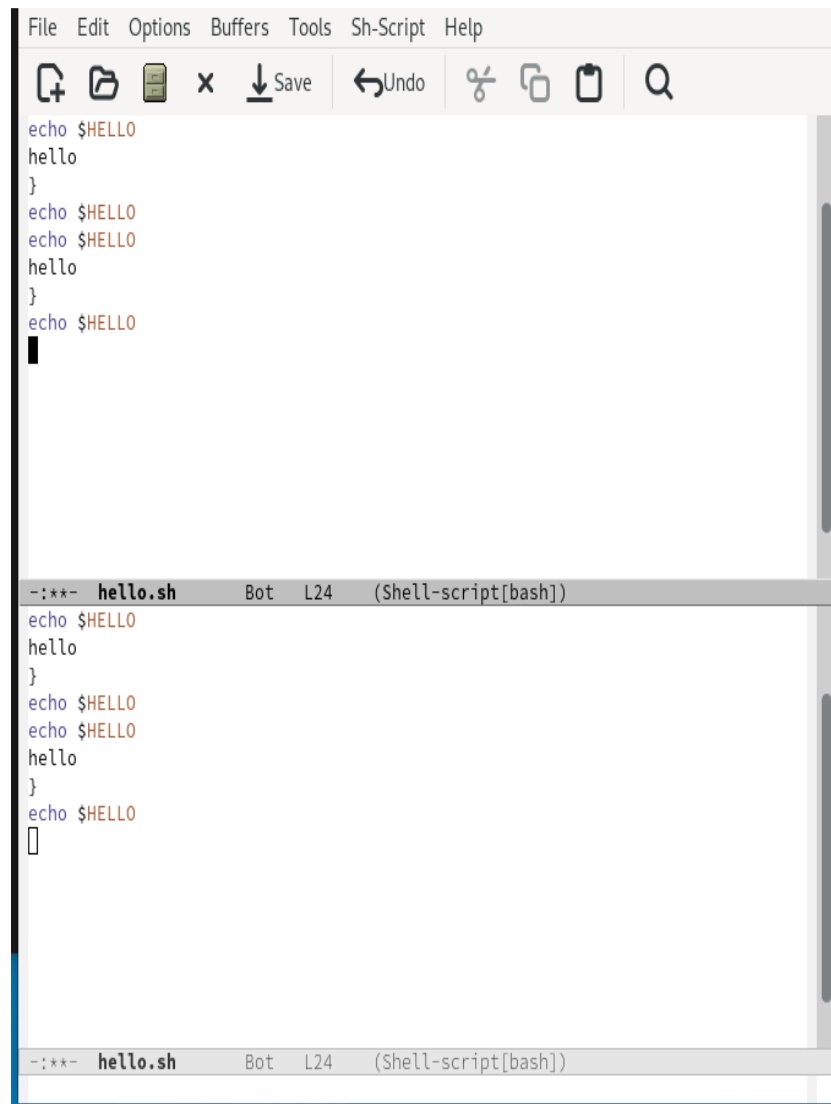 File Edit Options Buffers Tools Sh-Script Help
Save Undo
echo $HELLO
hello
}
echo $HELLO
echo $HELLO
hello
}
echo $HELLO
-:**- hello.sh Bot L24 (Shell-script[bash])
echo $HELLO
hello
}
echo $HELLO
echo $HELLO
hello
}
echo $HELLO
-:**- hello.sh Bot L24 (Shell-script[bash])